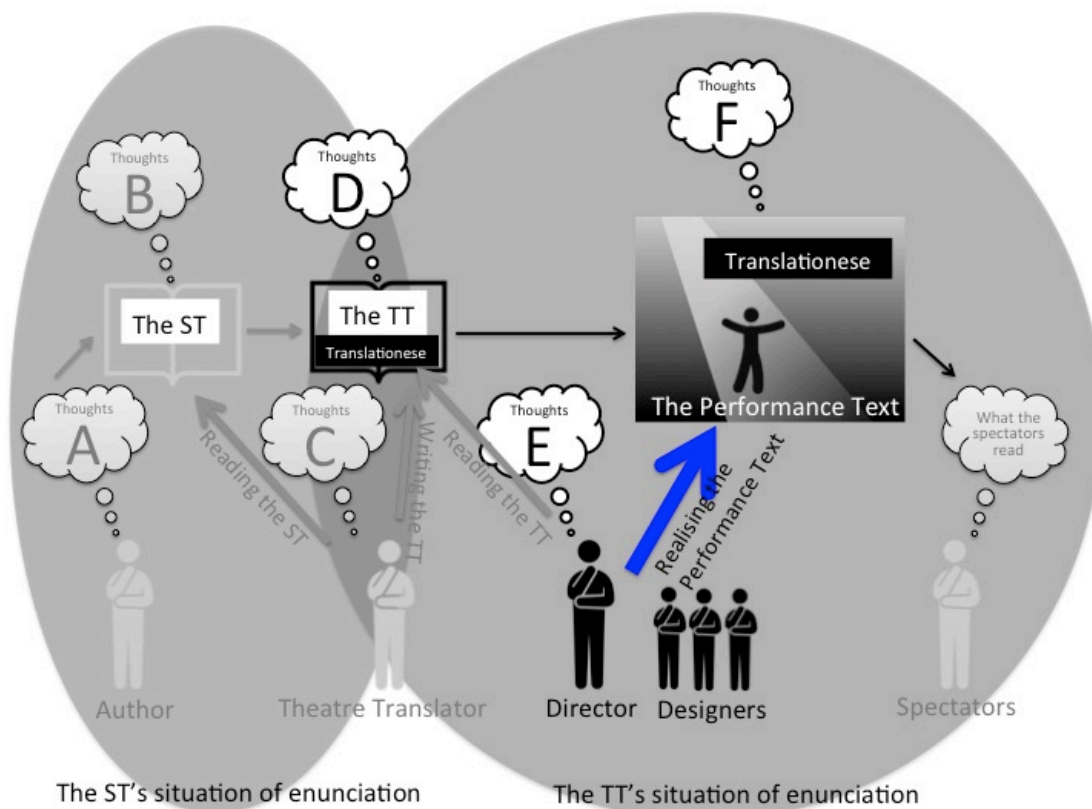 Thoughts
F
Thoughts
B
Thoughts
D
Translationese
The ST
The TT
Translationese
Thoughts
A
Thoughts
C
Thoughts
E
The Performance Text
What the
spectators
read
Reading the ST
Writing the TT
Reading the TT
Realising the
Performance Text
Author
Theatre Translator
Director
Designers
Spectators
The ST's situation of enunciation
The TT's situation of enunciation